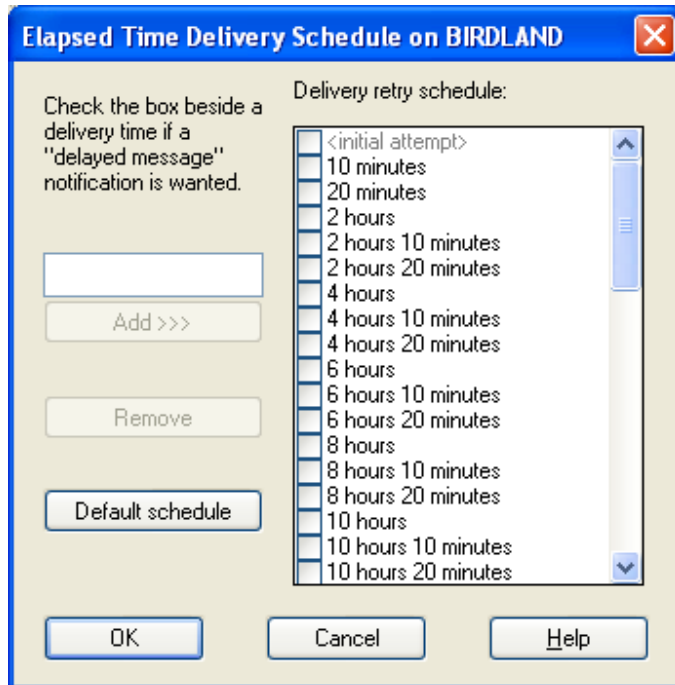 Elapsed Time Delivery Schedule on BIRDLAND
Check the box beside a
delivery time if a
"delayed message"
notification is wanted.
Add >>>
Remove
Default schedule
Delivery retry schedule:
<initial attempt>
10 minutes
20 minutes
2 hours
2 hours 10 minutes
2 hours 20 minutes
4 hours
4 hours 10 minutes
4 hours 20 minutes
6 hours
6 hours 10 minutes
6 hours 20 minutes
8 hours
8 hours 10 minutes
8 hours 20 minutes
10 hours
10 hours 10 minutes
10 hours 20 minutes
OK
Cancel
Help